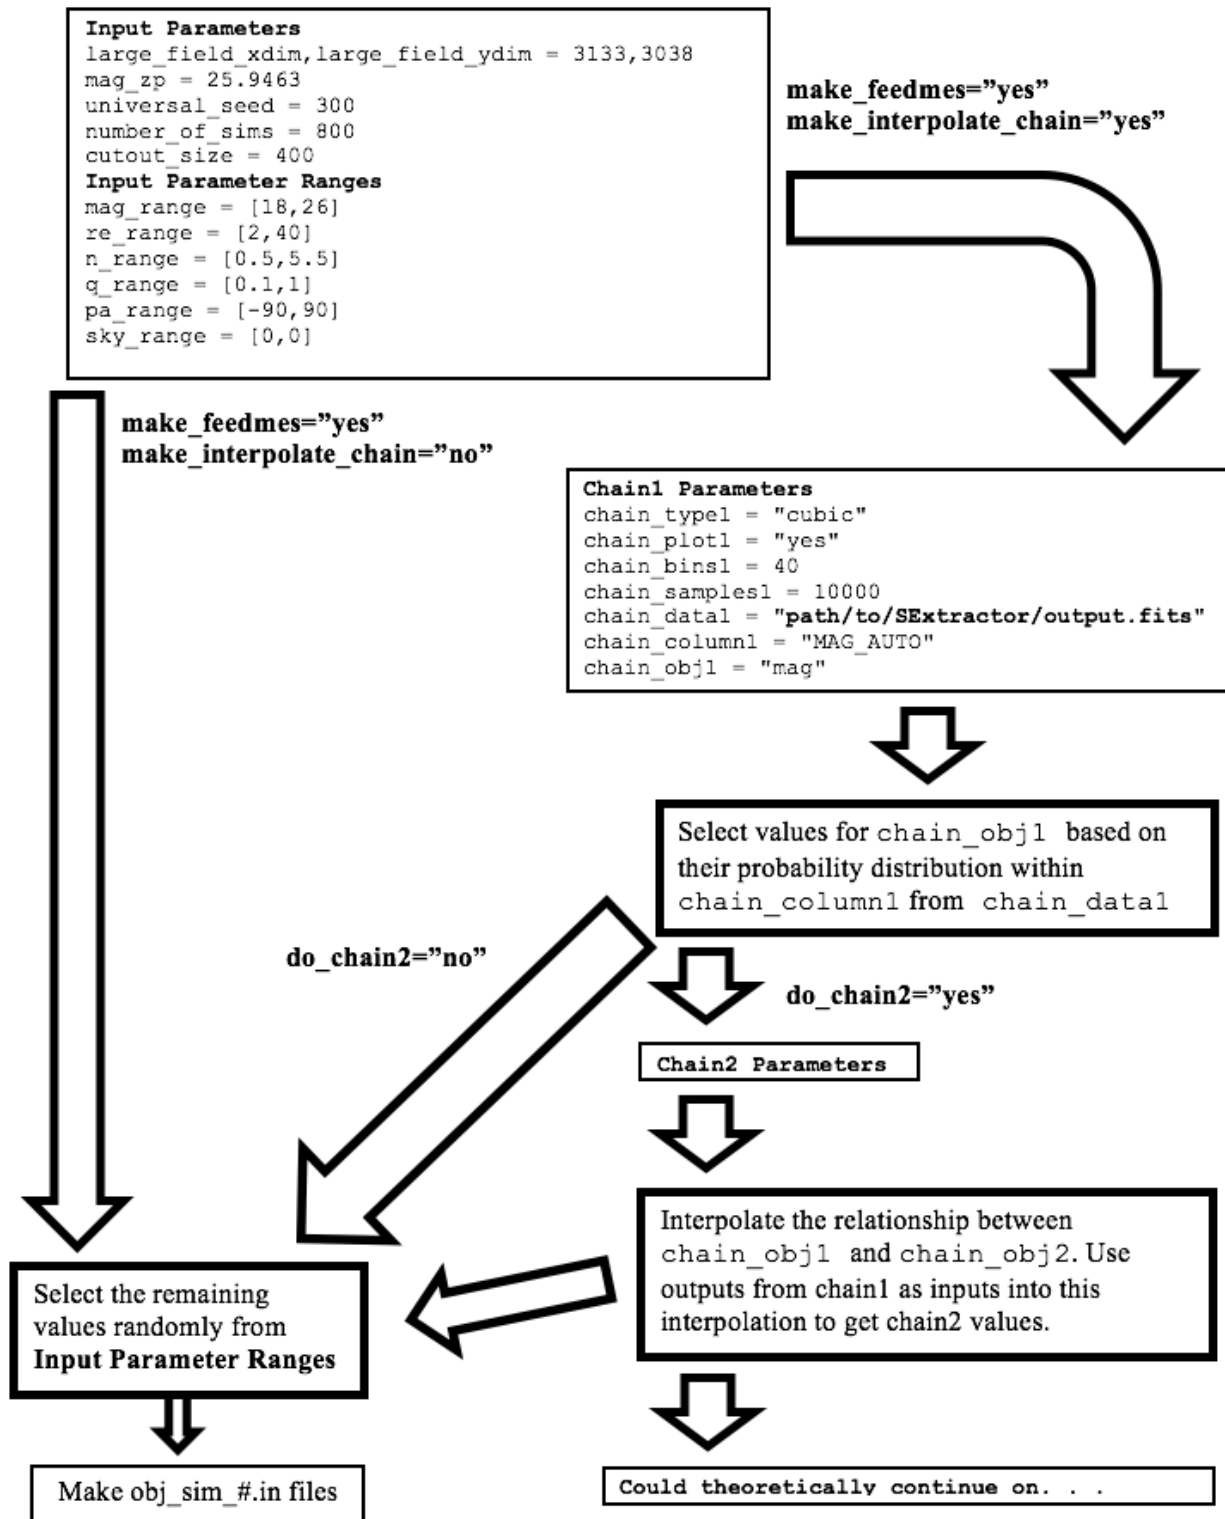 Input Parameters
large_field_xdim,large_field_ydim = 3133,3038
mag_zp = 25.9463
universal_seed = 300
number_of_sims = 800
cutout_size = 400
Input Parameter Ranges
mag_range = [18,26]
re_range = [2,40]
n_range = [0.5,5.5]
q_range = [0.1,1]
pa_range = [-90,90]
sky_range = [0,0]
make_feedmes=”yes”
make_interpolate_chain=”yes”
make_feedmes=”yes”
make_interpolate_chain=”no”
Chain1 Parameters
chain_type1 = "cubic"
chain_plot1 = "yes"
chain_bins1 = 40
chain_samples1 = 10000
chain_data1 = "path/to/SExtractor/output.fits"
chain_column1 = "MAG_AUTO"
chain_obj1 = "mag"
Select values for chain_obj1 based on
their probability distribution within
chain_column1 from chain_data1
do_chain2=”no”
do_chain2=”yes”
Chain2 Parameters
Interpolate the relationship between
chain_obj1 and chain_obj2. Use
outputs from chain1 as inputs into this
interpolation to get chain2 values.
Select the remaining
values randomly from
Input Parameter Ranges
Make obj_sim_#.in files
Could theoretically continue on. . .